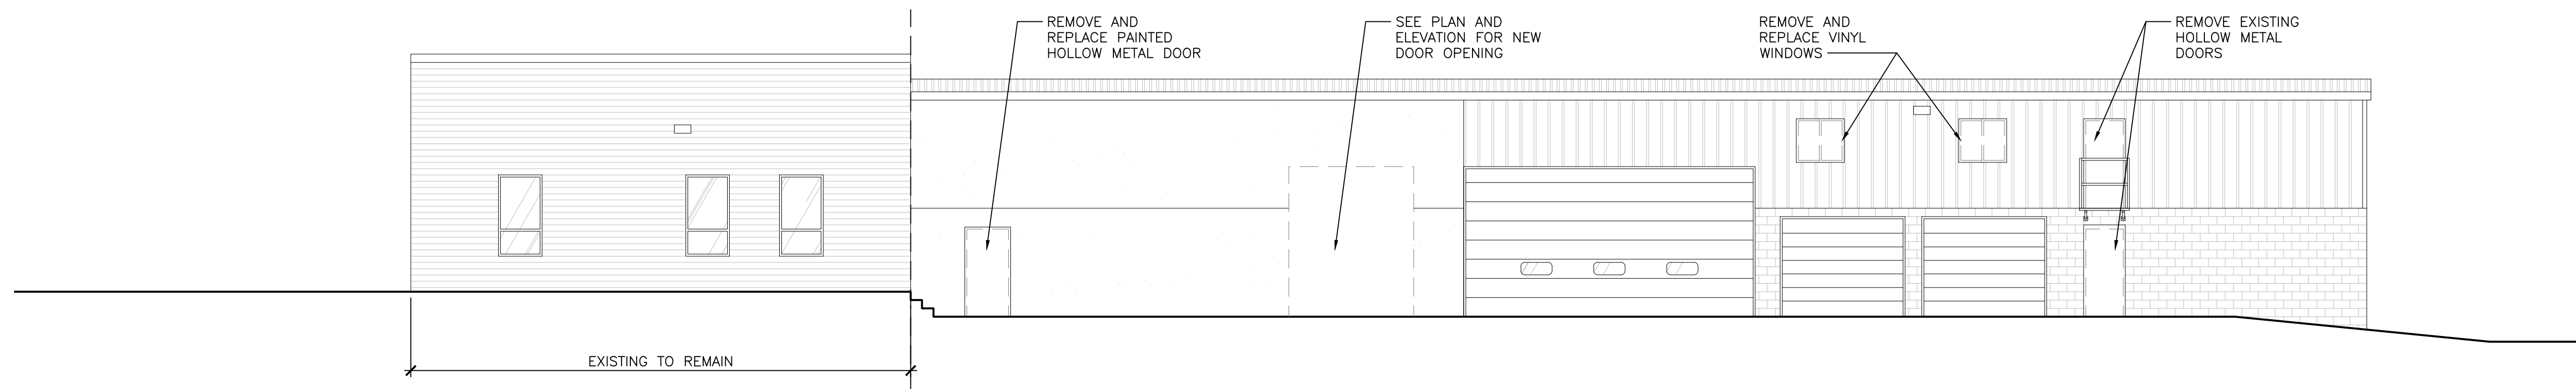 REMOVE AND
REPLACE PAINTED
HOLLOW METAL DOOR
SEE PLAN AND
ELEVATION FOR NEW
DOOR OPENING
REMOVE AND
REPLACE VINYL
WINDOWS
REMOVE EXISTING
HOLLOW METAL
DOORS
EXISTING TO REMAIN